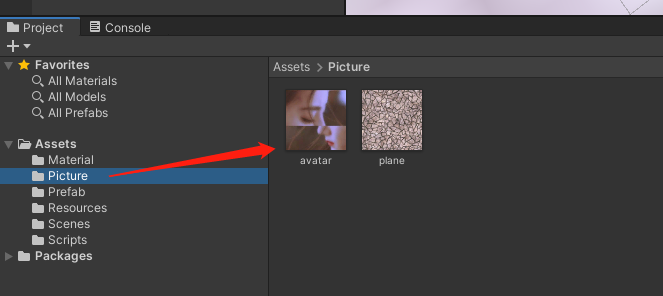 Project
Console
Favorites
All Materials
All Models
All Prefabs
Assets
Material
Picture
Prefab
Resources
Scenes
Scripts
Packages
Assets > Picture
avatar
plane